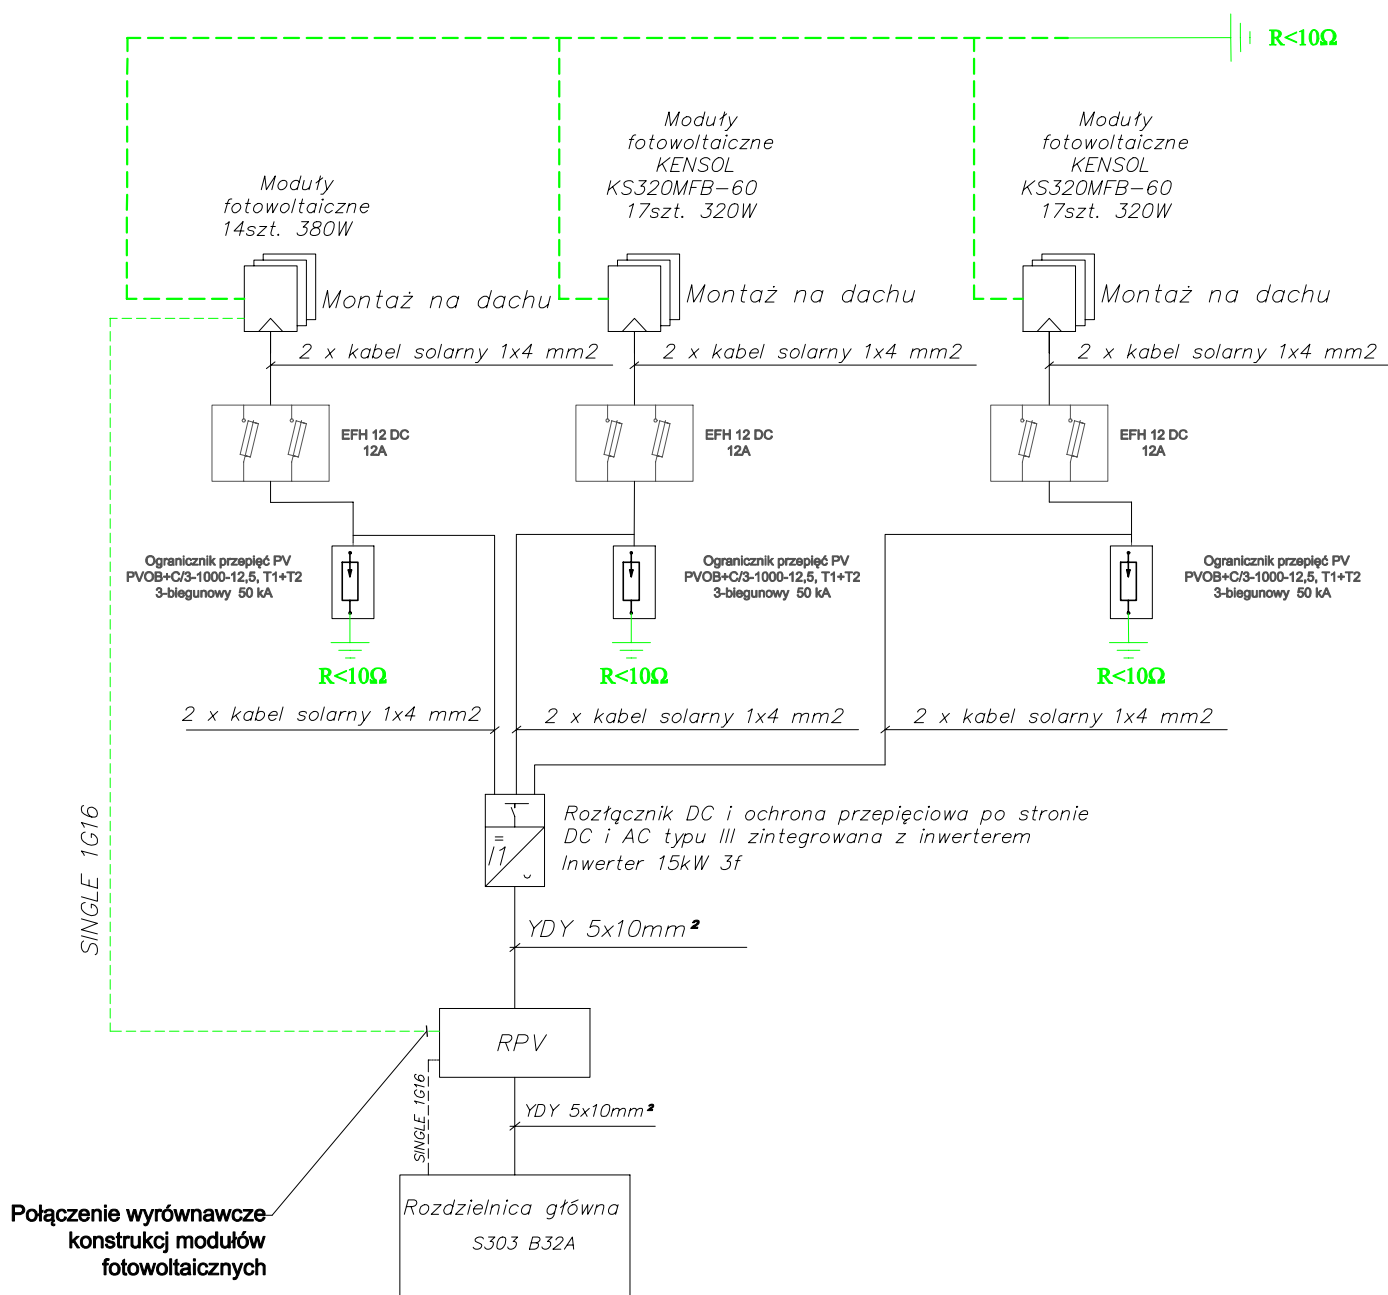 R<10Ω
Moduły
fotowoltaiczne
14szt. 380W
Moduły
fotowoltaiczne
KENSOL
KS320MFB-60
17szt. 320W
Moduły
fotowoltaiczne
KENSOL
KS320MFB-60
17szt. 320W
Montaż na dachu
Montaż na dachu
Montaż na dachu
2 x kabel solarny 1x4 mm2
2 x kabel solarny 1x4 mm2
2 x kabel solarny 1x4 mm2
EFH 12 DC
12A
EFH 12 DC
12A
EFH 12 DC
12A
Ogranicznik przepięć PV
PVOB+C/3-1000-12,5, T1+T2
3-biegunowy 50 kA
Ogranicznik przepięć PV
PVOB+C/3-1000-12,5, T1+T2
3-biegunowy 50 kA
Ogranicznik przepięć PV
PVOB+C/3-1000-12,5, T1+T2
3-biegunowy 50 kA
R<10Ω
R<10Ω
R<10Ω
2 x kabel solarny 1x4 mm2
2 x kabel solarny 1x4 mm2
2 x kabel solarny 1x4 mm2
SINGLE 1G16
I1
Rozłącznik DC i ochrona przepięciowa po stronie
DC i AC typu III zintegrowana z inwerterem
Inwerter 15kW 3f
YDY 5x10mm²
RPV
SINGLE 1G16
YDY 5x10mm²
Rozdzielnica główna
S303 B32A
Połączenie wyrównawcze
konstrukcj modułów
fotowoltaicznych